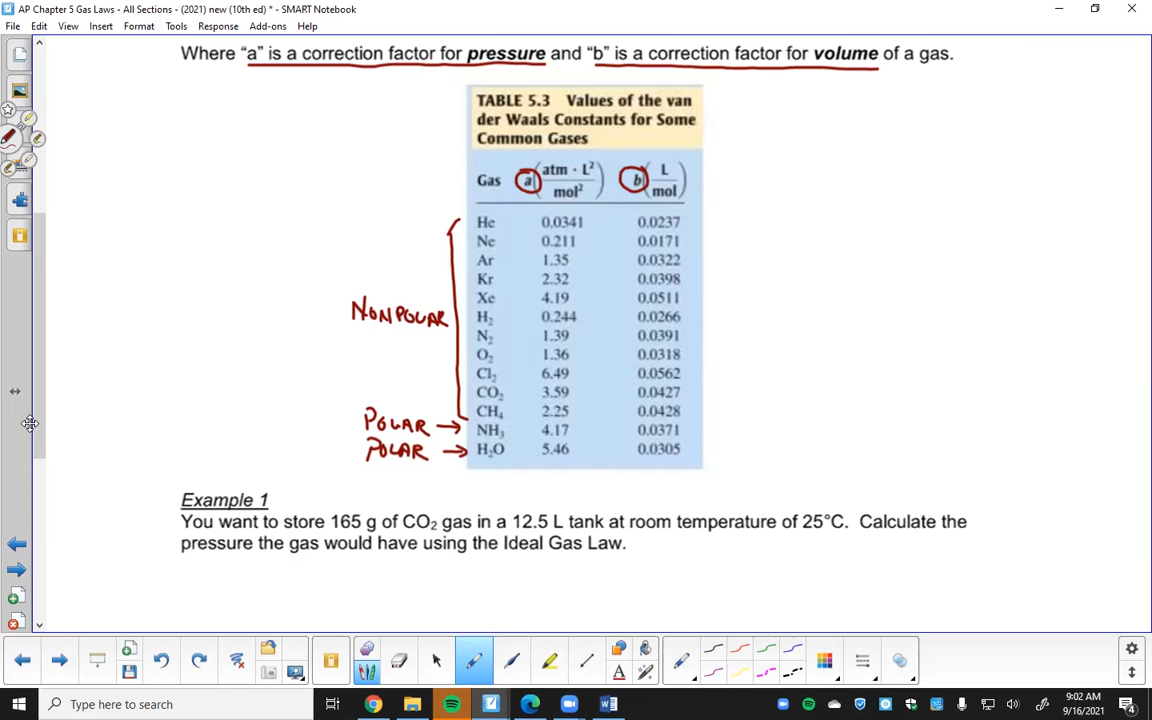 AP Chapter 5 Gas Laws - All Sections - (2021) new (10th ed) * - SMART Notebook
File Edit View Insert Format Tools Response Add-ons Help
Where “a” is a correction factor for pressure and “b” is a correction factor for volume of a gas.
TABLE 5.3 Values of the van
der Waals Constants for Some
Common Gases
Gas a(atm · L²/mol²) b(L/mol)
He 0.0341 0.0237
Ne 0.211 0.0171
Ar 1.35 0.0322
Kr 2.32 0.0398
Xe 4.19 0.0511
NONPOLAR H₂ 0.244 0.0266
N₂ 1.39 0.0391
O₂ 1.36 0.0318
Cl₂ 6.49 0.0562
CO₂ 3.59 0.0427
CH₄ 2.25 0.0428
POLAR → NH₃ 4.17 0.0371
POLAR → H₂O 5.46 0.0305
Example 1
You want to store 165 g of CO₂ gas in a 12.5 L tank at room temperature of 25°C. Calculate the
pressure the gas would have using the Ideal Gas Law.
Type here to search
9:02 AM
9/16/2021
4